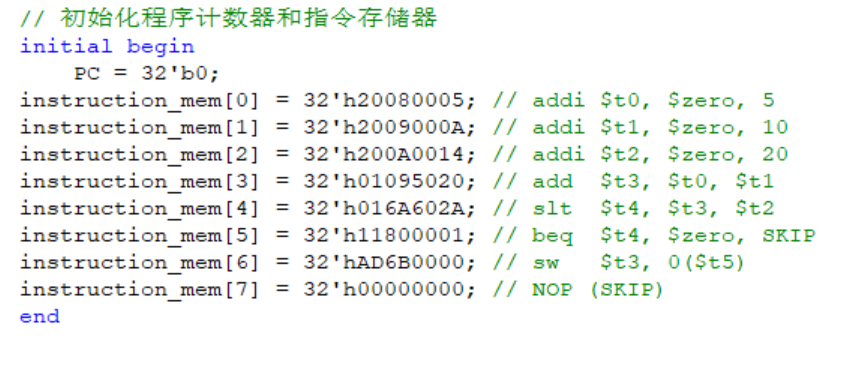 // 初始化程序计数器和指令存储器
initial begin
    PC = 32'b0;
instruction_mem[0] = 32'h20080005; // addi $t0, $zero, 5
instruction_mem[1] = 32'h2009000A; // addi $t1, $zero, 10
instruction_mem[2] = 32'h200A0014; // addi $t2, $zero, 20
instruction_mem[3] = 32'h01095020; // add  $t3, $t0, $t1
instruction_mem[4] = 32'h016A602A; // slt  $t4, $t3, $t2
instruction_mem[5] = 32'h11800001; // beq  $t4, $zero, SKIP
instruction_mem[6] = 32'hAD6B0000; // sw   $t3, 0($t5)
instruction_mem[7] = 32'h00000000; // NOP (SKIP)
end